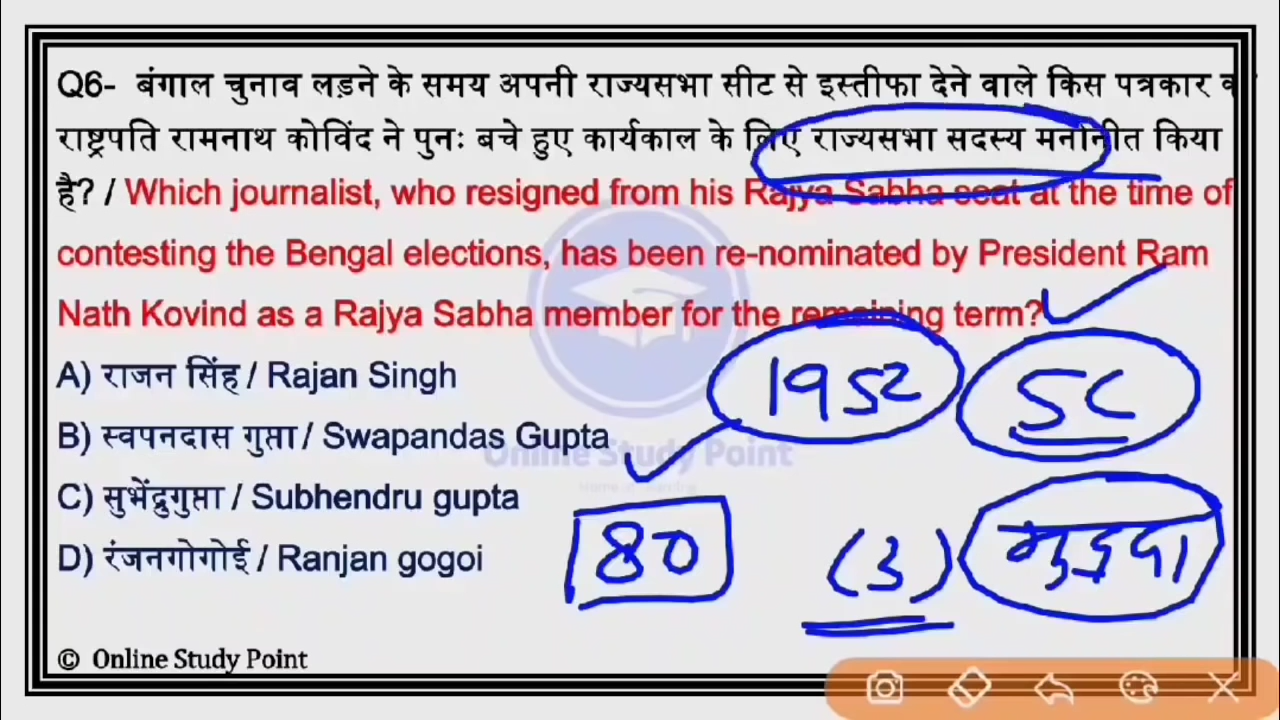 Q6- बंगाल चुनाव लड़ने के समय अपनी राज्यसभा सीट से इस्तीफा देने वाले किस पत्रकार
राष्ट्रपति रामनाथ कोविंद ने पुनः बचे हुए कार्यकाल के लिए राज्यसभा सदस्य मनोनीत किया
है? / Which journalist, who resigned from his Rajya Sabha seat at the time of
contesting the Bengal elections, has been re-nominated by President Ram
Nath Kovind as a Rajya Sabha member for the remaining term?
A) राजन सिंह / Rajan Singh
1952
SC
B) स्वपनदास गुप्ता / Swapandas Gupta
Online Study Point
C) सुभेंद्रुगुप्ता / Subhendru gupta
D) रंजनगोगोई / Ranjan gogoi
80
(3)
© Online Study Point